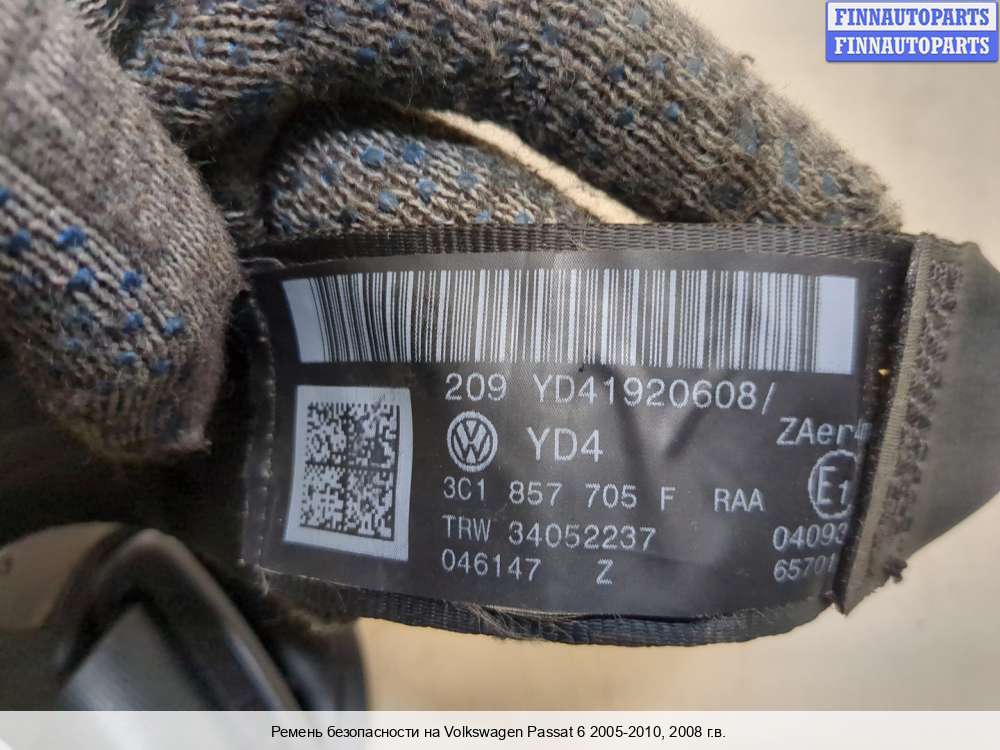 FINNAUTOPARTS
FINNAUTOPARTS
209 YD41920608/
YD4
ZAer
3C1 857 705 F RAA
E1
TRW 34052237
04093
046147 Z
65701
Ремень безопасности на Volkswagen Passat 6 2005-2010, 2008 г.в.